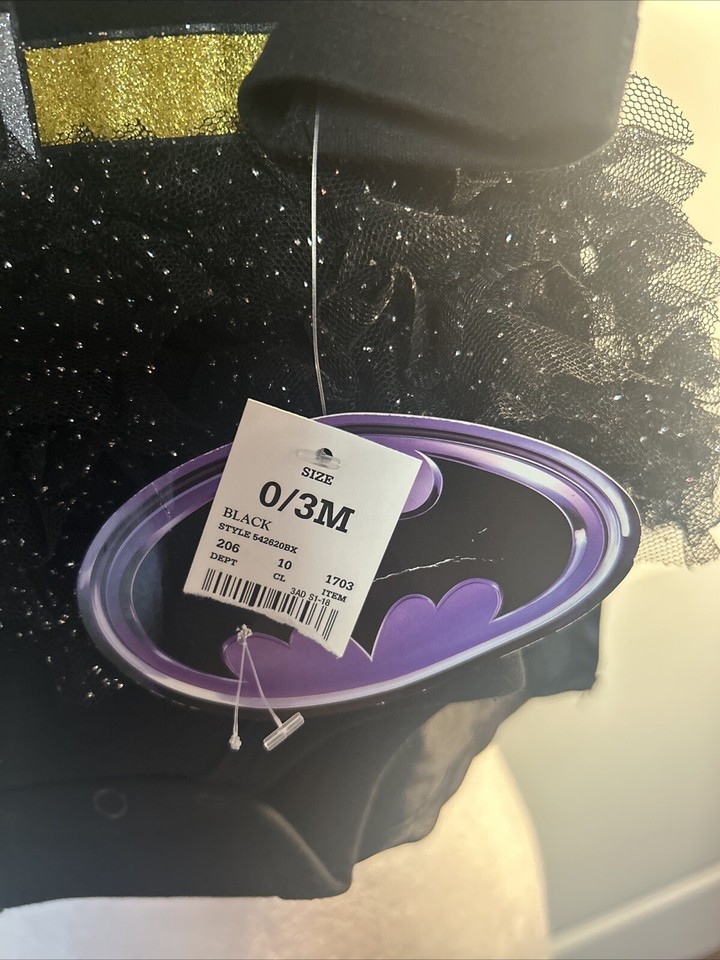 SIZE
0/3M
BLACK
STYLE 542620BX
206 10 1703
DEPT CL ITEM
3AD S1-18